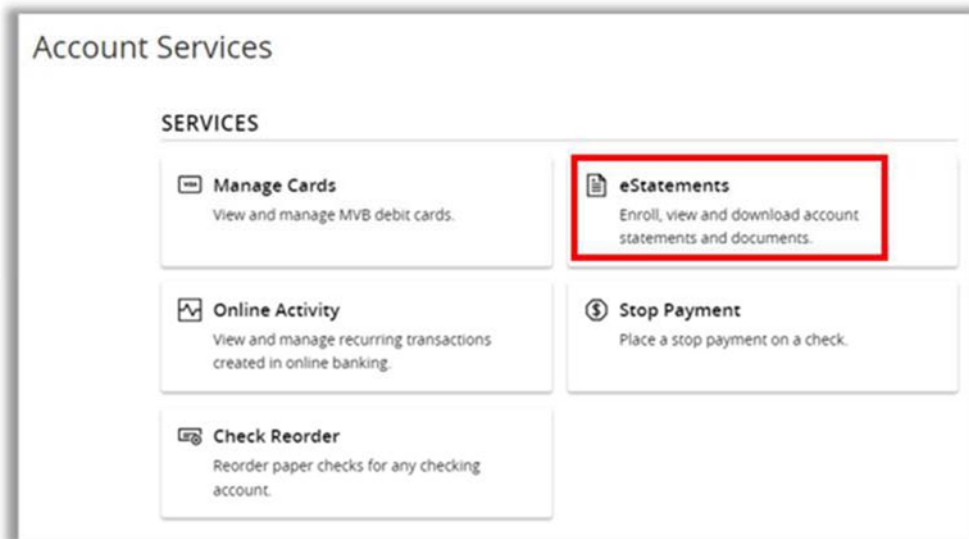 Account Services
SERVICES
Manage Cards
View and manage MVB debit cards.
eStatements
Enroll, view and download account
statements and documents.
Online Activity
View and manage recurring transactions
created in online banking.
Stop Payment
Place a stop payment on a check.
Check Reorder
Reorder paper checks for any checking
account.